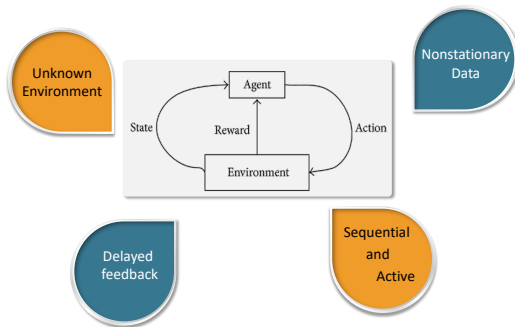 Unknown
Environment
Nonstationary
Data
Agent
State
Reward
Action
Environment
Delayed
feedback
Sequential
and
Active